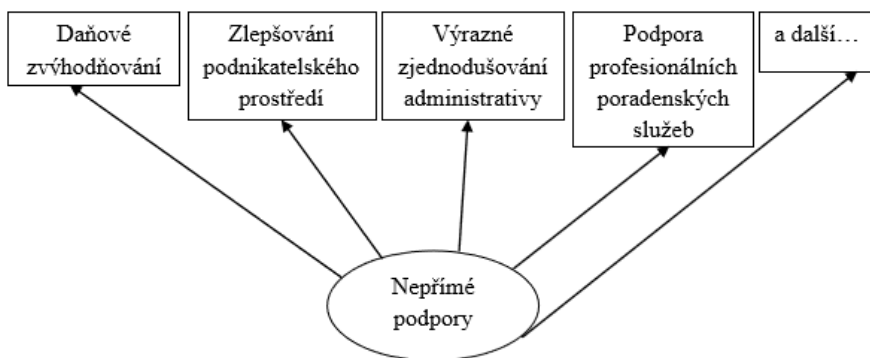 Daňové
zvýhodňování
Zlepšování
podnikatelského
prostředí
Výrazné
zjednodušování
administrativy
Podpora
profesionálních
poradenských
služeb
a další…
Nepřímé
podpory